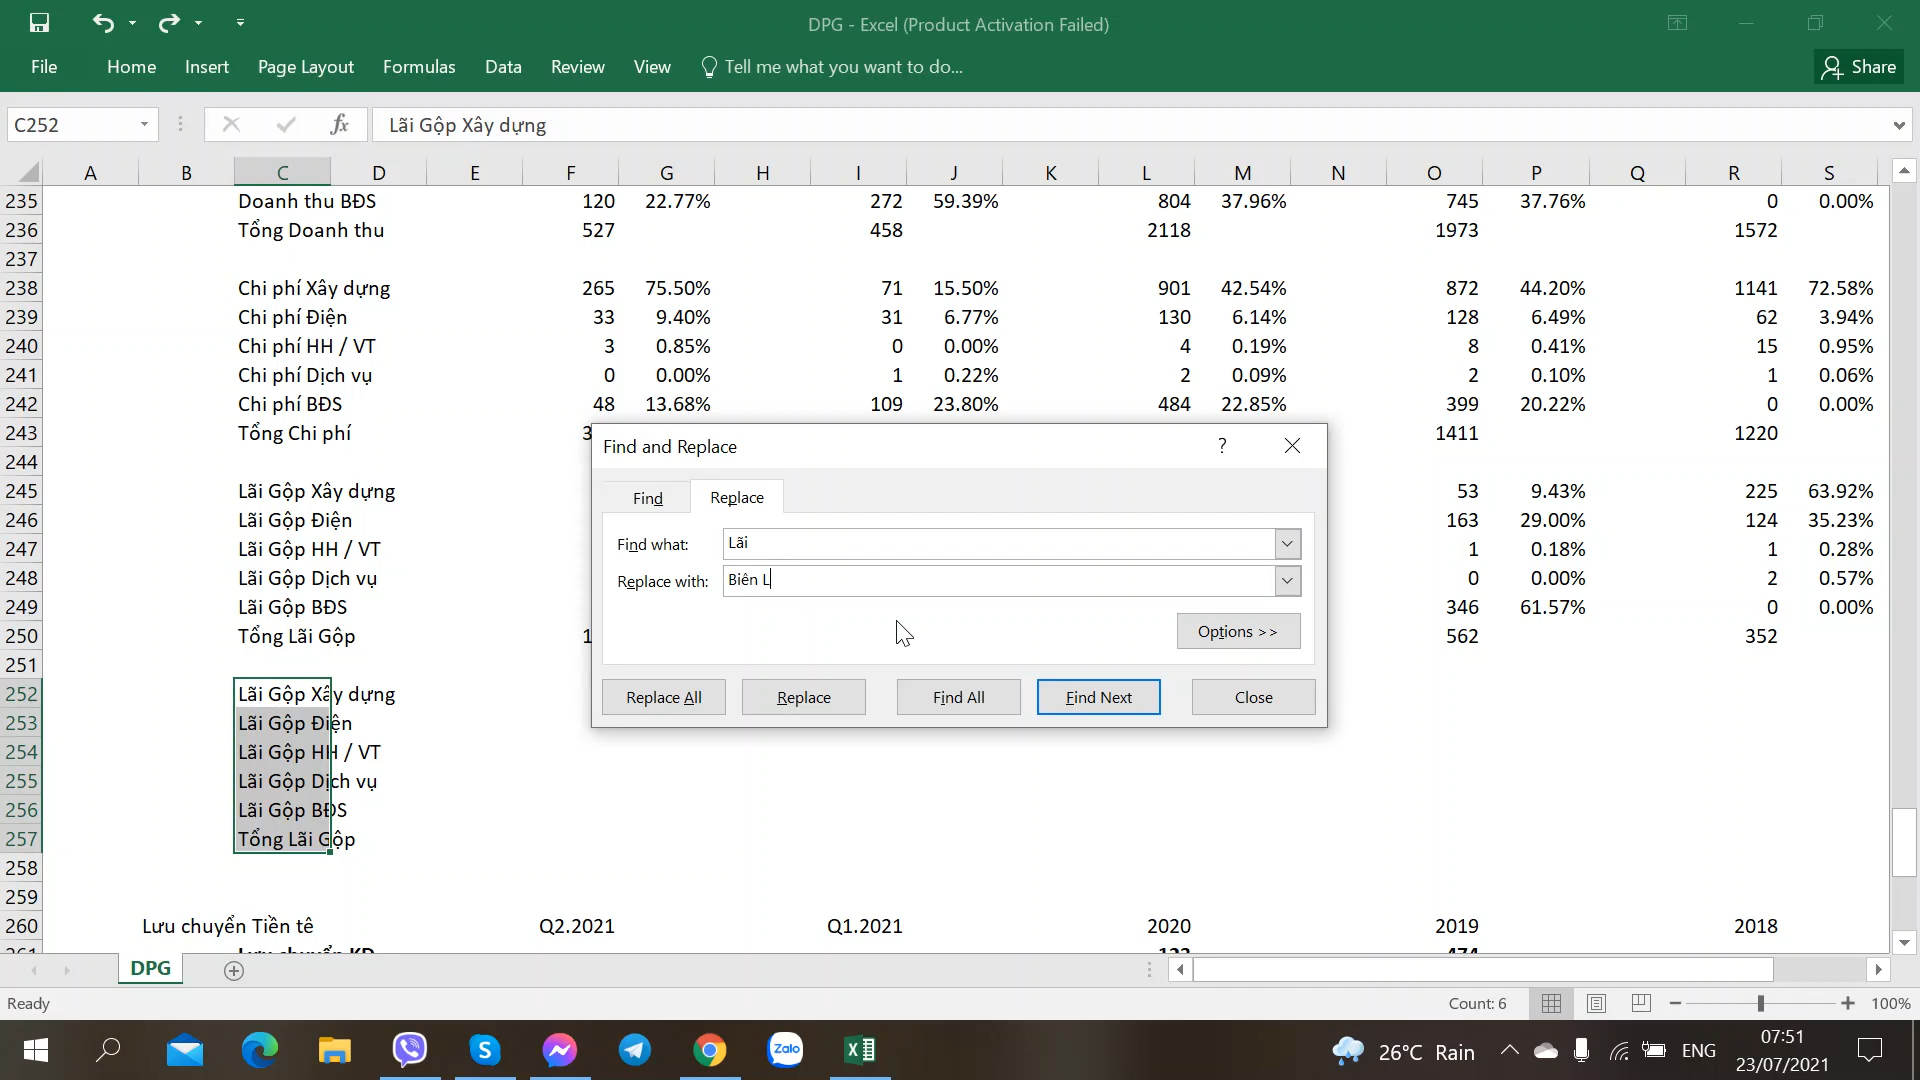 DPG - Excel (Product Activation Failed)
File Home Insert Page Layout Formulas Data Review View Tell me what you want to do... Share
C252 fx Lãi Gộp Xây dựng
A B C D E F G H I J K L M N O P Q R S
235 Doanh thu BĐS 120 22.77% 272 59.39% 804 37.96% 745 37.76% 0 0.00%
236 Tổng Doanh thu 527 458 2118 1973 1572
237
238 Chi phí Xây dựng 265 75.50% 71 15.50% 901 42.54% 872 44.20% 1141 72.58%
239 Chi phí Điện 33 9.40% 31 6.77% 130 6.14% 128 6.49% 62 3.94%
240 Chi phí HH / VT 3 0.85% 0 0.00% 4 0.19% 8 0.41% 15 0.95%
241 Chi phí Dịch vụ 0 0.00% 1 0.22% 2 0.09% 2 0.10% 1 0.06%
242 Chi phí BĐS 48 13.68% 109 23.80% 484 22.85% 399 20.22% 0 0.00%
243 Tổng Chi phí 1411 1220
244
245 Lãi Gộp Xây dựng 53 9.43% 225 63.92%
246 Lãi Gộp Điện 163 29.00% 124 35.23%
247 Lãi Gộp HH / VT 1 0.18% 1 0.28%
248 Lãi Gộp Dịch vụ 0 0.00% 2 0.57%
249 Lãi Gộp BĐS 346 61.57% 0 0.00%
250 Tổng Lãi Gộp 562 352
251
252 Lãi Gộp Xây dựng
253 Lãi Gộp Điện
254 Lãi Gộp HH / VT
255 Lãi Gộp Dịch vụ
256 Lãi Gộp BĐS
257 Tổng Lãi Gộp
258
259
260 Lưu chuyển Tiền tê Q2.2021 Q1.2021 2020 2019 2018
Find and Replace ?
Find Replace
Find what: Lãi
Replace with: Biên L
Options >>
Replace All Replace Find All Find Next Close
DPG
Ready Count: 6 100%
Zalo 26°C Rain ENG 07:51
23/07/2021